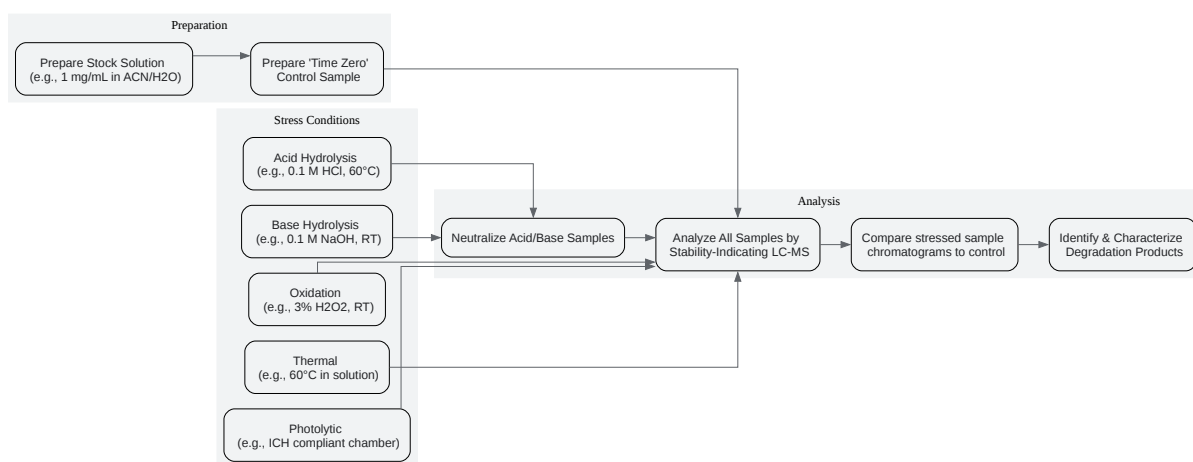 Preparation
Prepare Stock Solution
(e.g., 1 mg/mL in ACN/H2O)
Prepare 'Time Zero'
Control Sample
Stress Conditions
Acid Hydrolysis
(e.g., 0.1 M HCl, 60°C)
Base Hydrolysis
(e.g., 0.1 M NaOH, RT)
Oxidation
(e.g., 3% H2O2, RT)
Thermal
(e.g., 60°C in solution)
Photolytic
(e.g., ICH compliant chamber)
Analysis
Neutralize Acid/Base Samples
Analyze All Samples by
Stability-Indicating LC-MS
Compare stressed sample
chromatograms to control
Identify & Characterize
Degradation Products